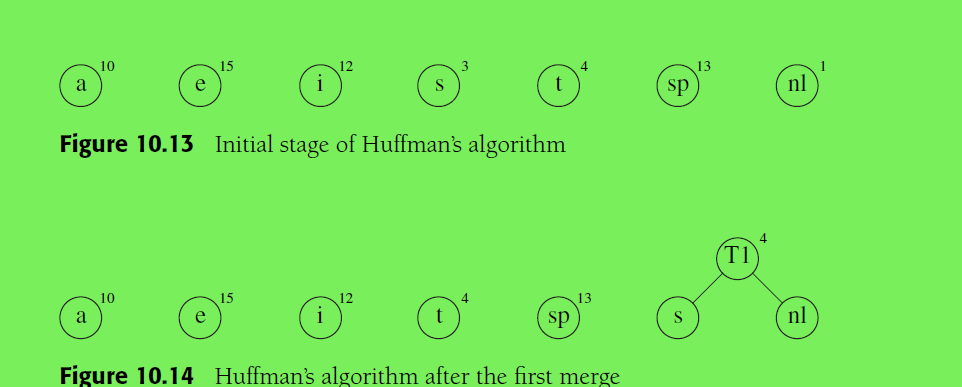 10 15 12 3 4 13 1
a e i s t sp nl
Figure 10.13 Initial stage of Huffman's algorithm
4
T1
10 15 12 4 13
a e i t sp s nl
Figure 10.14 Huffman's algorithm after the first merge